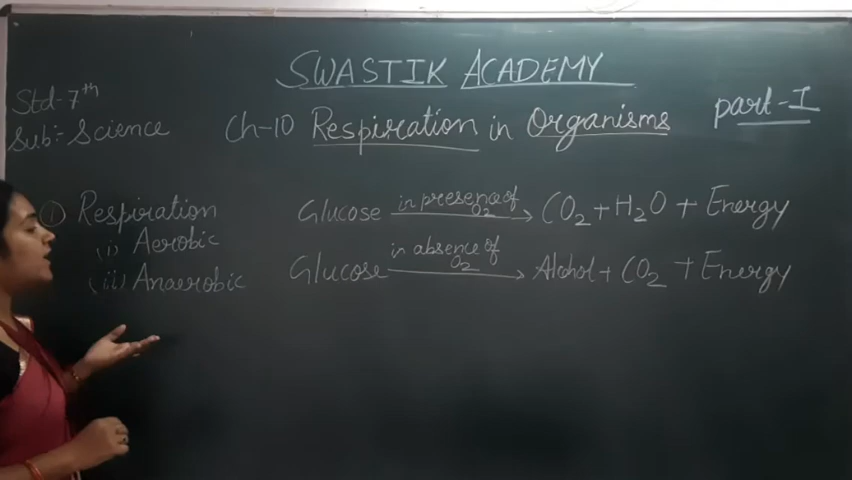 SWASTIK ACADEMY
Std-7th
Sub:- Science
Ch-10 Respiration in Organisms
part-I
① Respiration
(i) Aerobic
(ii) Anaerobic
Glucose in presence of O₂ → CO₂ + H₂O + Energy
Glucose in absence of O₂ → Alcohol + CO₂ + Energy